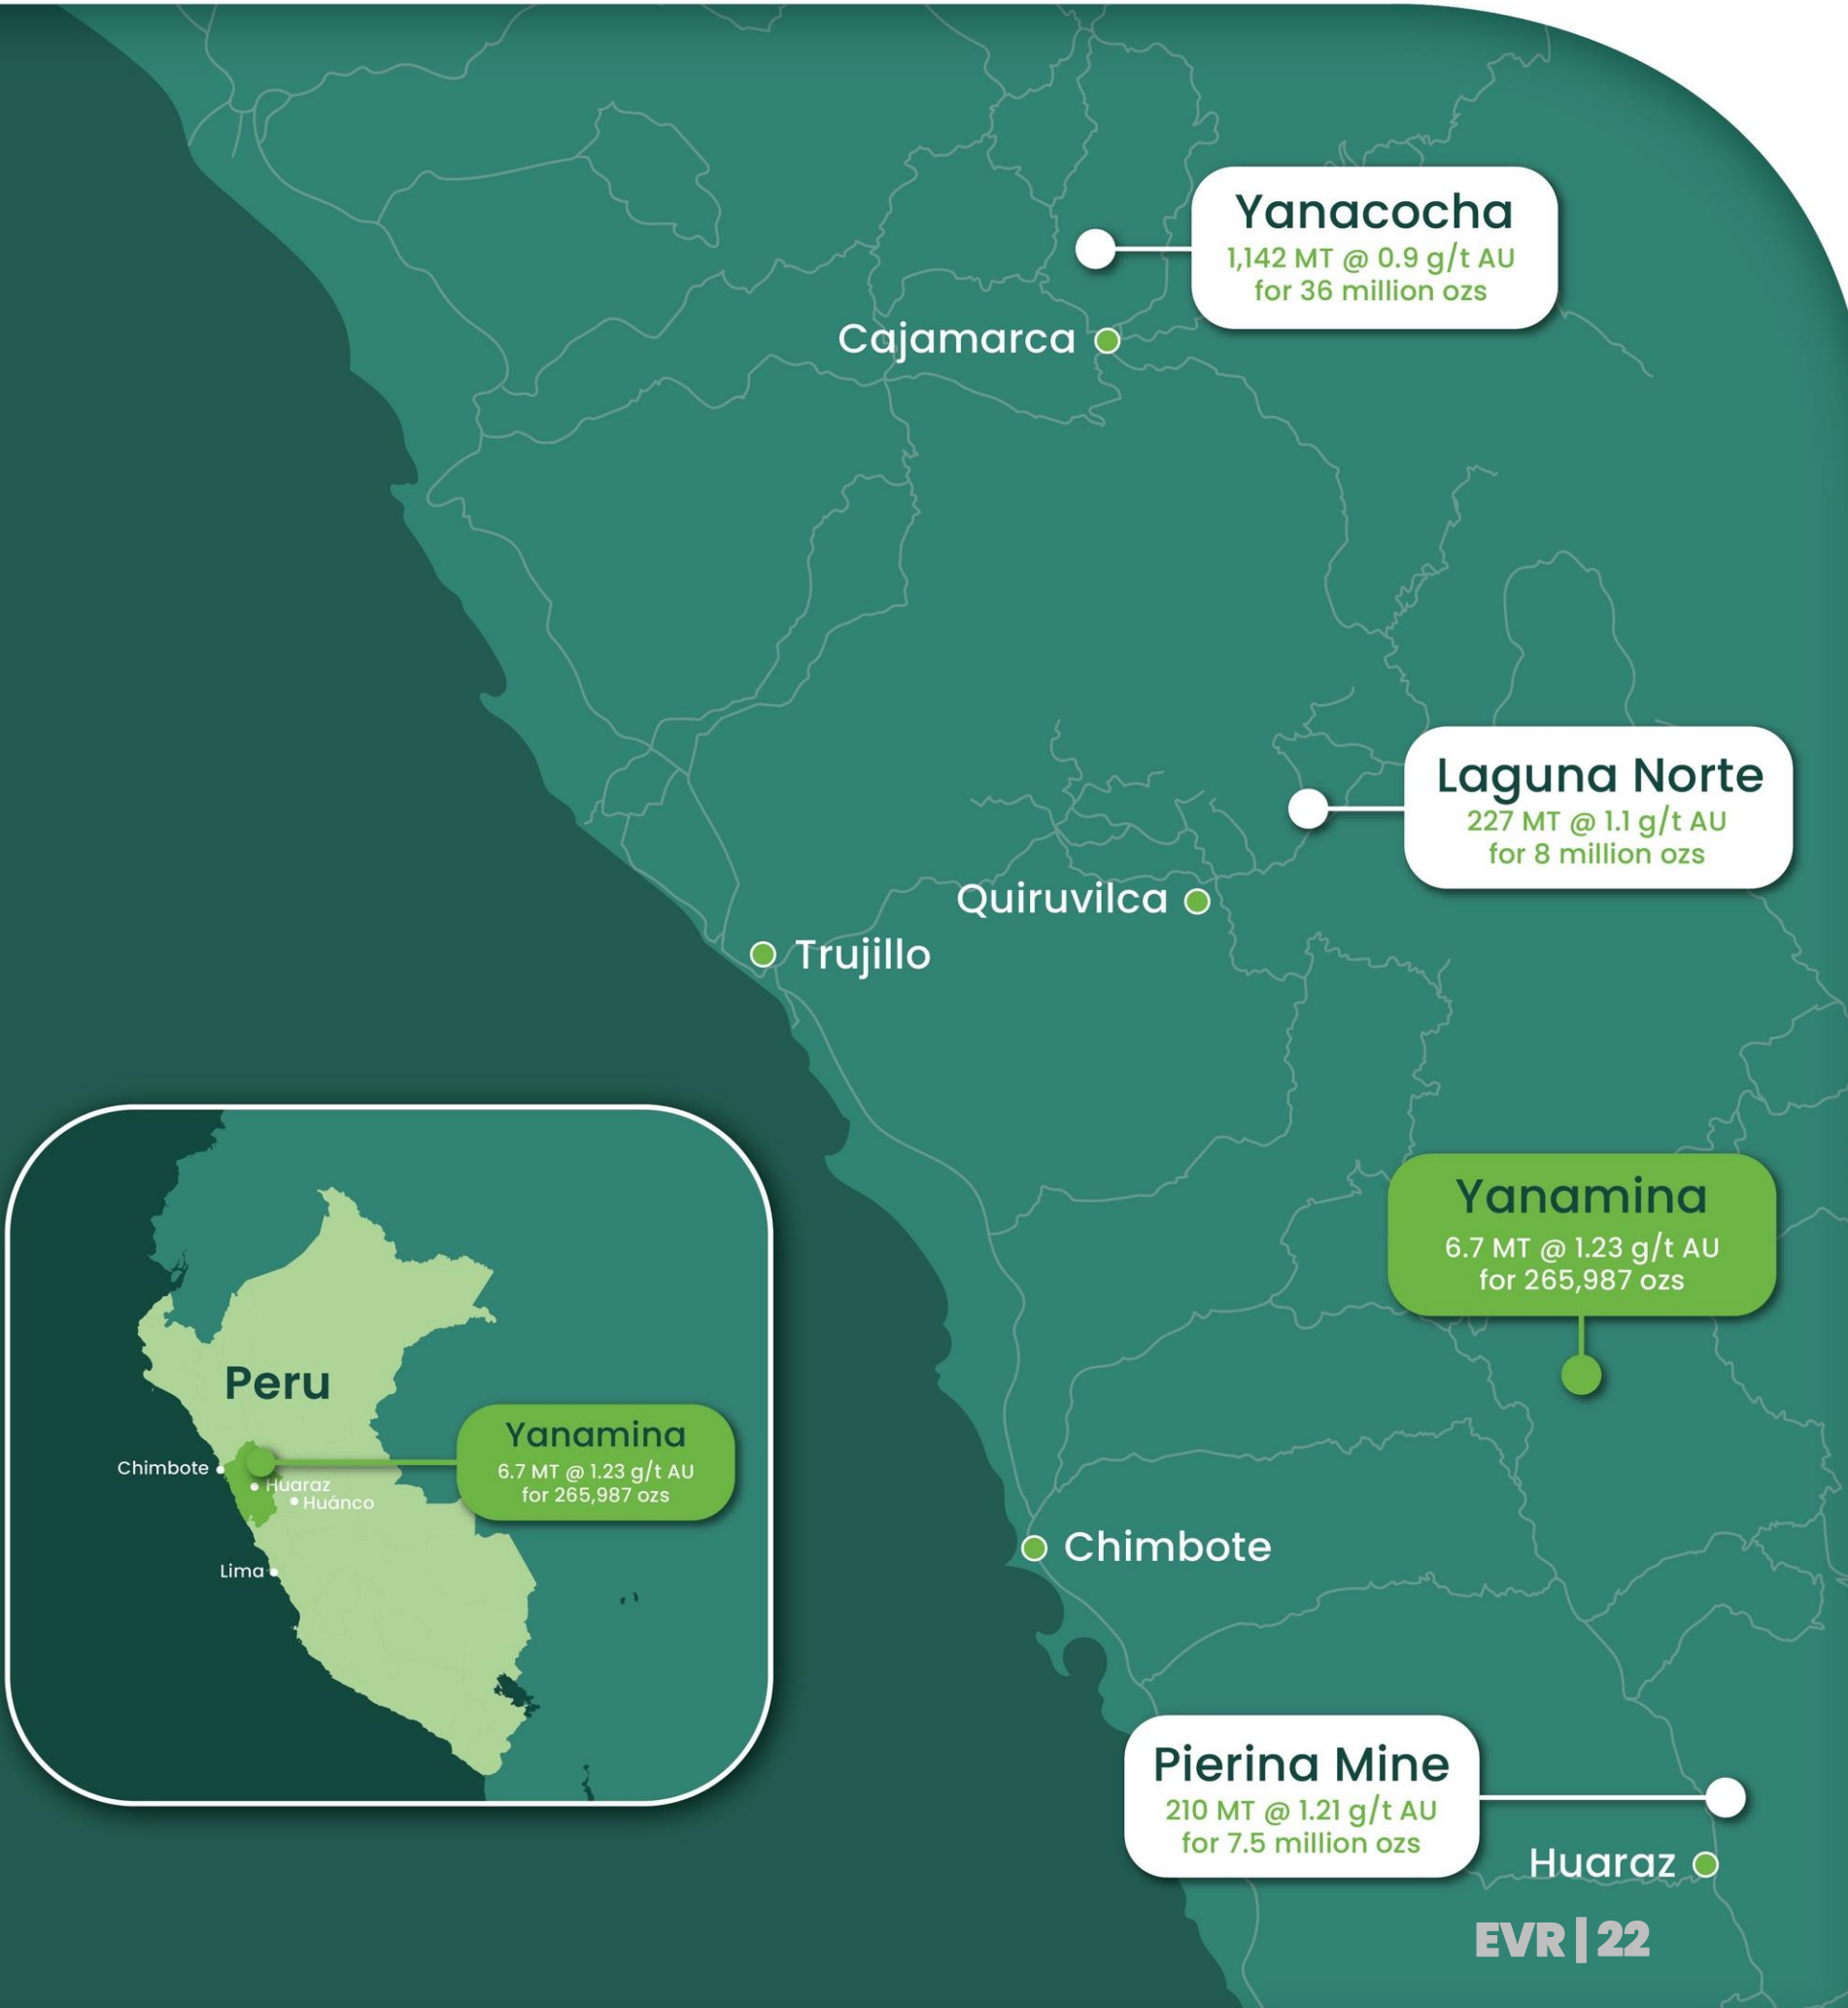 Yanacocha
1,142 MT @ 0.9 g/t AU
for 36 million ozs
Cajamarca
Laguna Norte
227 MT @ 1.1 g/t AU
for 8 million ozs
Quiruvilca
Trujillo
Yanamina
6.7 MT @ 1.23 g/t AU
for 265,987 ozs
Peru
Yanamina
6.7 MT @ 1.23 g/t AU
for 265,987 ozs
Chimbote
Huaraz
Huánco
Lima
Chimbote
Pierina Mine
210 MT @ 1.21 g/t AU
for 7.5 million ozs
Huaraz
EVR | 22